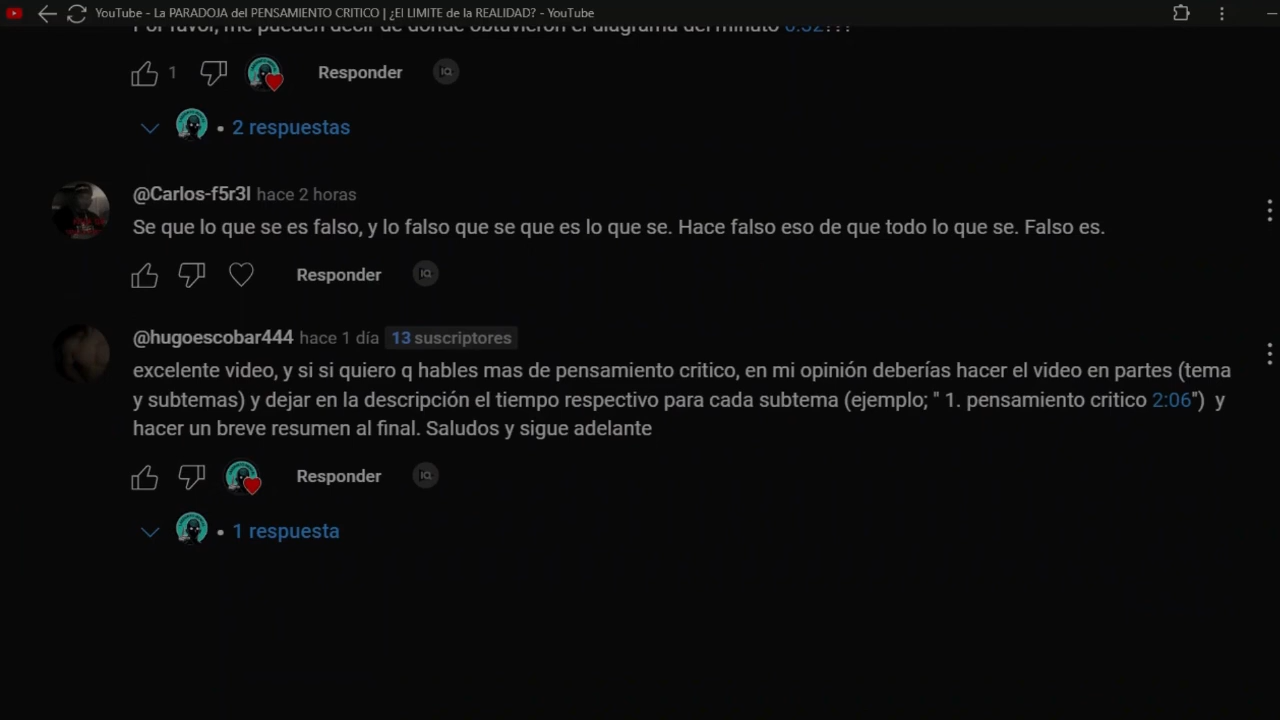 YouTube - La PARADOJA del PENSAMIENTO CRITICO | ¿El LIMITE de la REALIDAD? - YouTube
Por favor, me pueden decir de donde obtuvieron el diagrama del minuto 6:52???
1 Responder IQ
• 2 respuestas
@Carlos-f5r3l hace 2 horas
Se que lo que se es falso, y lo falso que se que es lo que se. Hace falso eso de que todo lo que se. Falso es.
Responder IQ
@hugoescobar444 hace 1 día 13 suscriptores
excelente video, y si si quiero q hables mas de pensamiento critico, en mi opinión deberías hacer el video en partes (tema
y subtemas) y dejar en la descripción el tiempo respectivo para cada subtema (ejemplo; " 1. pensamiento critico 2:06") y
hacer un breve resumen al final. Saludos y sigue adelante
Responder IQ
• 1 respuesta